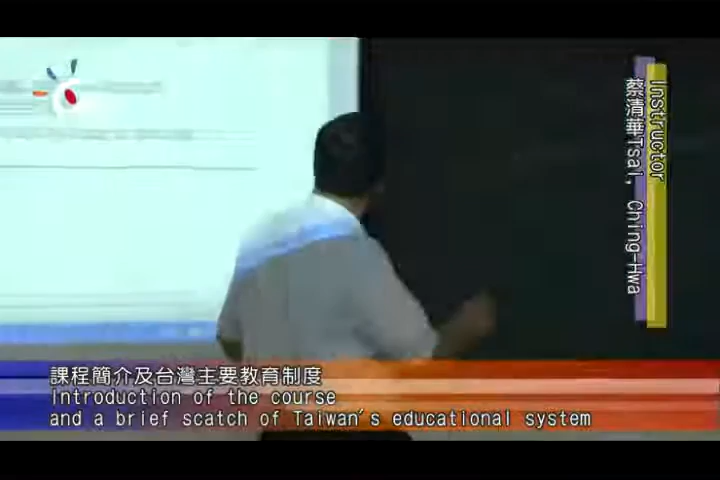 Instructor
蔡清華Tsai, Ching-Hwa
課程簡介及台灣主要教育制度
introduction of the course
and a brief scatch of Taiwan's educational system